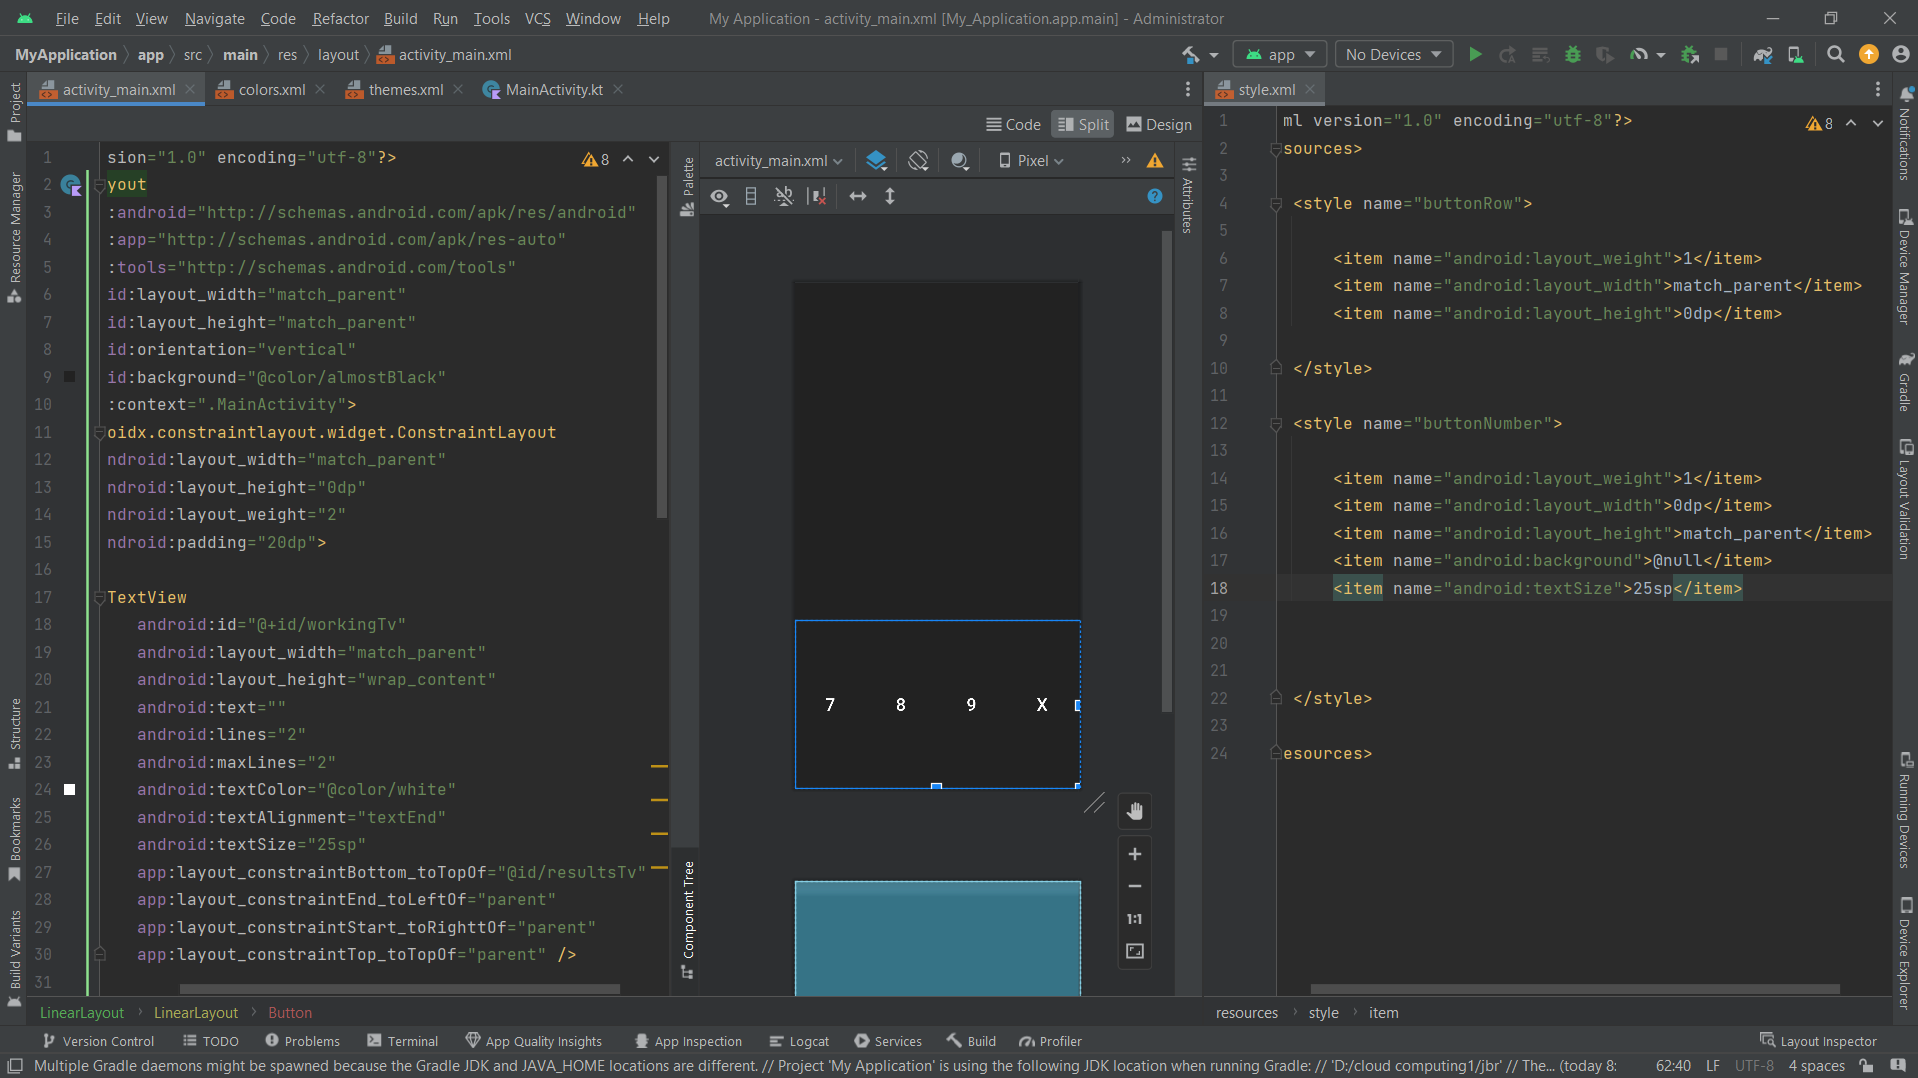 File Edit View Navigate Code Refactor Build Run Tools VCS Window Help My Application - activity_main.xml [My_Application.app.main] - Administrator
MyApplication app src main res layout activity_main.xml app No Devices
activity_main.xml colors.xml themes.xml MainActivity.kt style.xml
Code Split Design
Project
Resource Manager
Structure
Bookmarks
Build Variants
8
1 sion="1.0" encoding="utf-8"?>
2 yout
3 :android="http://schemas.android.com/apk/res/android"
4 :app="http://schemas.android.com/apk/res-auto"
5 :tools="http://schemas.android.com/tools"
6 id:layout_width="match_parent"
7 id:layout_height="match_parent"
8 id:orientation="vertical"
9 id:background="@color/almostBlack"
10 :context=".MainActivity">
11 oidx.constraintlayout.widget.ConstraintLayout
12 ndroid:layout_width="match_parent"
13 ndroid:layout_height="0dp"
14 ndroid:layout_weight="2"
15 ndroid:padding="20dp">
16
17 TextView
18 android:id="@+id/workingTv"
19 android:layout_width="match_parent"
20 android:layout_height="wrap_content"
21 android:text=""
22 android:lines="2"
23 android:maxLines="2"
24 android:textColor="@color/white"
25 android:textAlignment="textEnd"
26 android:textSize="25sp"
27 app:layout_constraintBottom_toTopOf="@id/resultsTv"
28 app:layout_constraintEnd_toLeftOf="parent"
29 app:layout_constraintStart_toRighttOf="parent"
30 app:layout_constraintTop_toTopOf="parent" />
31
Palette
Component Tree
activity_main.xml Pixel »
?
7 8 9 X
1:1
Attributes
8
1 ml version="1.0" encoding="utf-8"?>
2 sources>
3
4 <style name="buttonRow">
5
6 <item name="android:layout_weight">1</item>
7 <item name="android:layout_width">match_parent</item>
8 <item name="android:layout_height">0dp</item>
9
10 </style>
11
12 <style name="buttonNumber">
13
14 <item name="android:layout_weight">1</item>
15 <item name="android:layout_width">0dp</item>
16 <item name="android:layout_height">match_parent</item>
17 <item name="android:background">@null</item>
18 <item name="android:textSize">25sp</item>
19
20
21
22 </style>
23
24 esources>
Notifications
Device Manager
Gradle
Layout Validation
Running Devices
Device Explorer
LinearLayout LinearLayout Button resources style item
Version Control TODO Problems Terminal App Quality Insights App Inspection Logcat Services Build Profiler Layout Inspector
Multiple Gradle daemons might be spawned because the Gradle JDK and JAVA_HOME locations are different. // Project 'My Application' is using the following JDK location when running Gradle: // 'D:/cloud computing1/jbr' // The... (today 8: 62:40 LF UTF-8 4 spaces